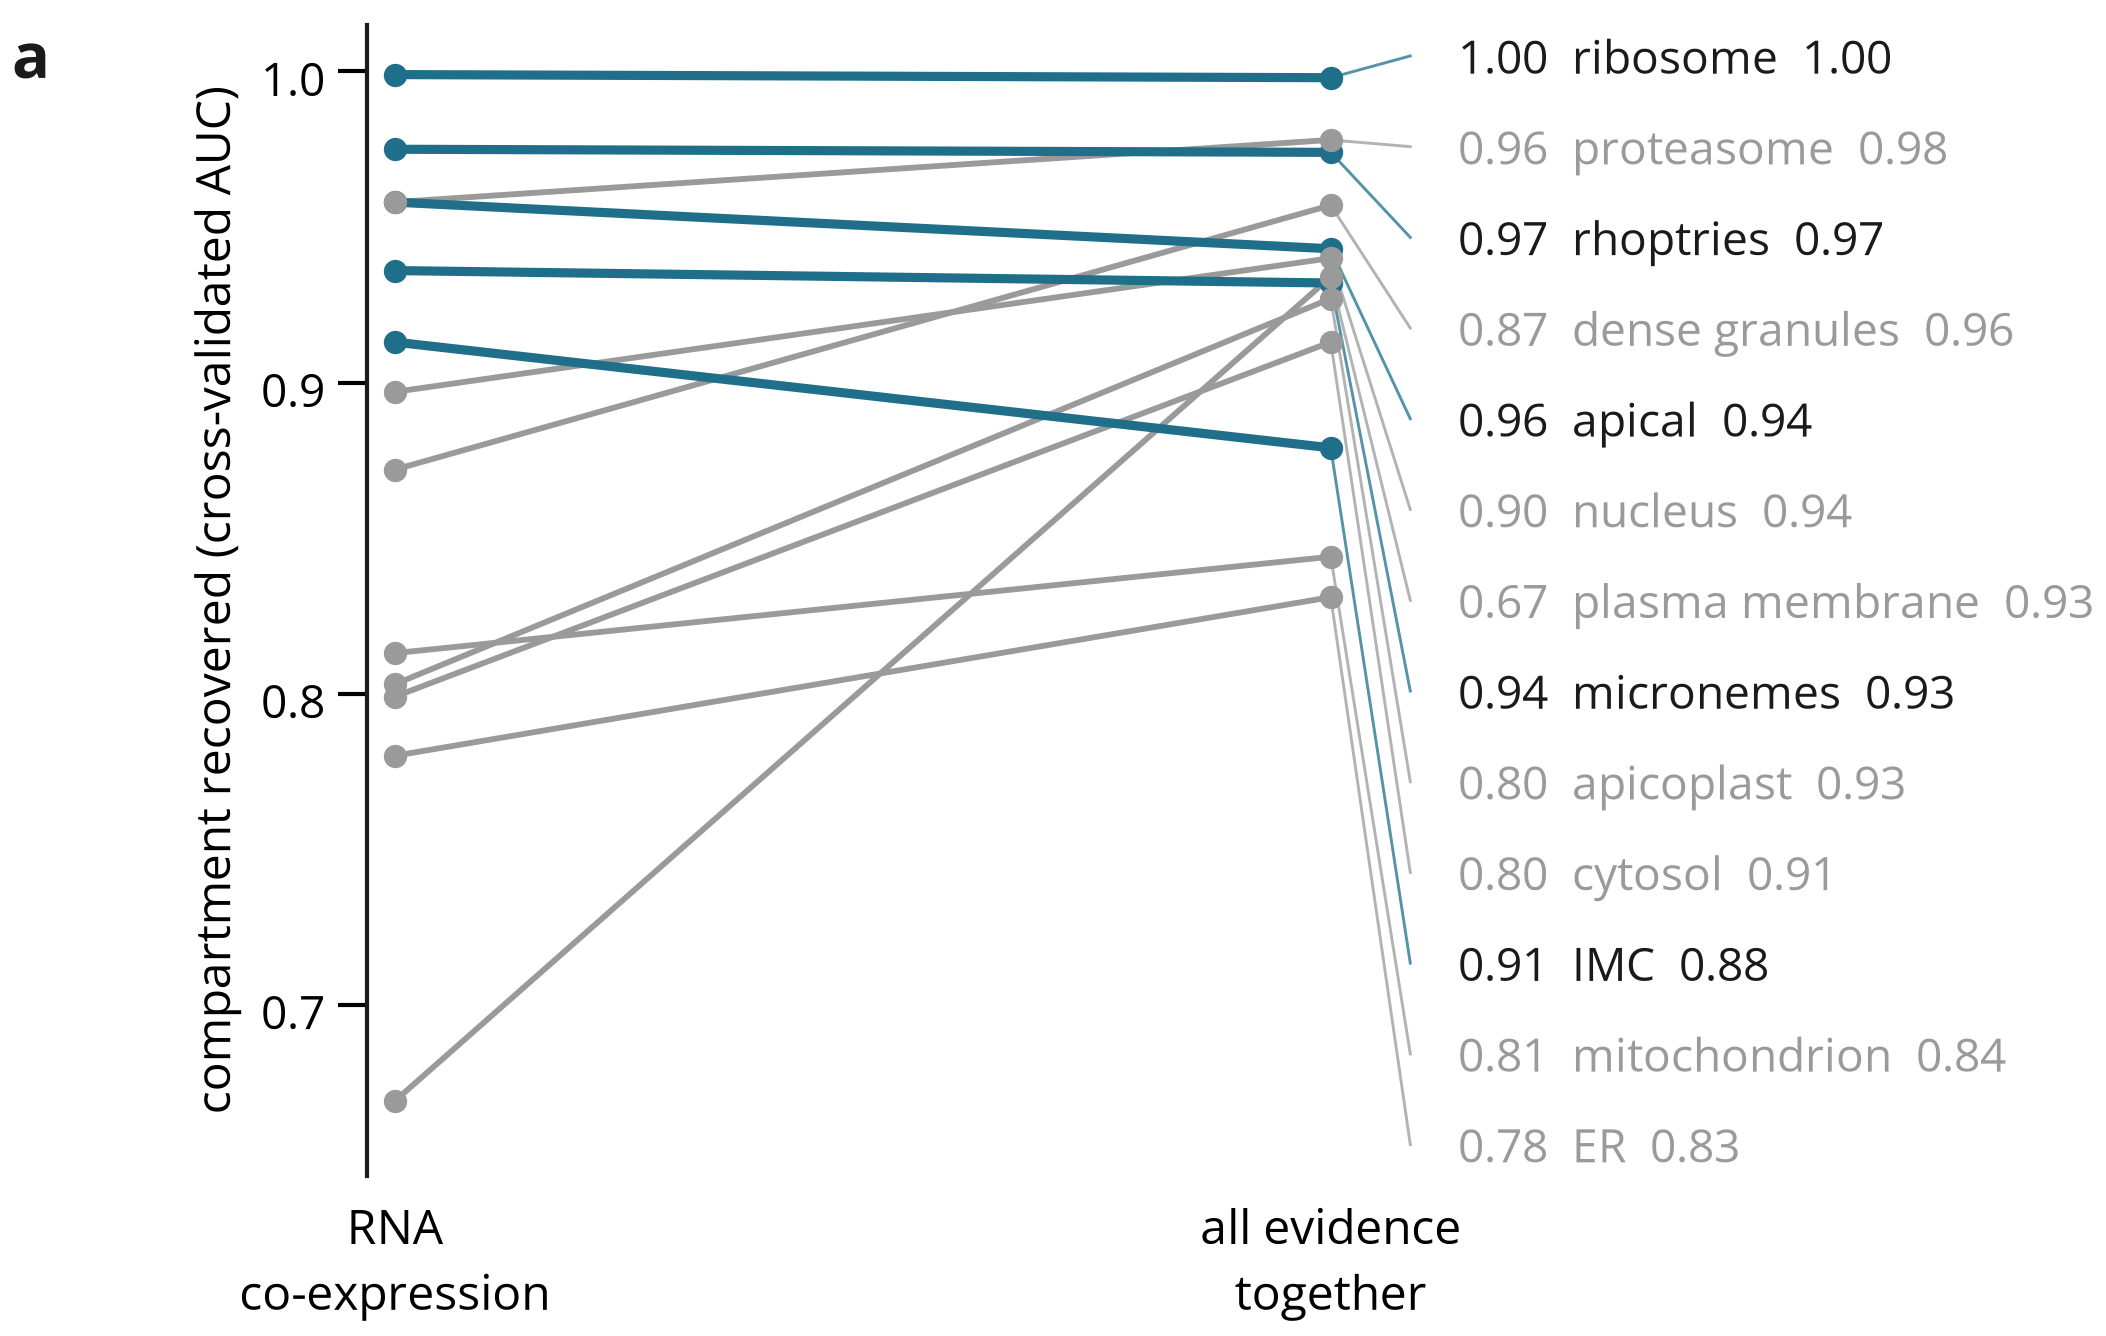 a
compartment recovered (cross-validated AUC)
1.0
0.9
0.8
0.7
RNA
co-expression
all evidence
together
1.00 ribosome 1.00
0.96 proteasome 0.98
0.97 rhoptries 0.97
0.87 dense granules 0.96
0.96 apical 0.94
0.90 nucleus 0.94
0.67 plasma membrane 0.93
0.94 micronemes 0.93
0.80 apicoplast 0.93
0.80 cytosol 0.91
0.91 IMC 0.88
0.81 mitochondrion 0.84
0.78 ER 0.83